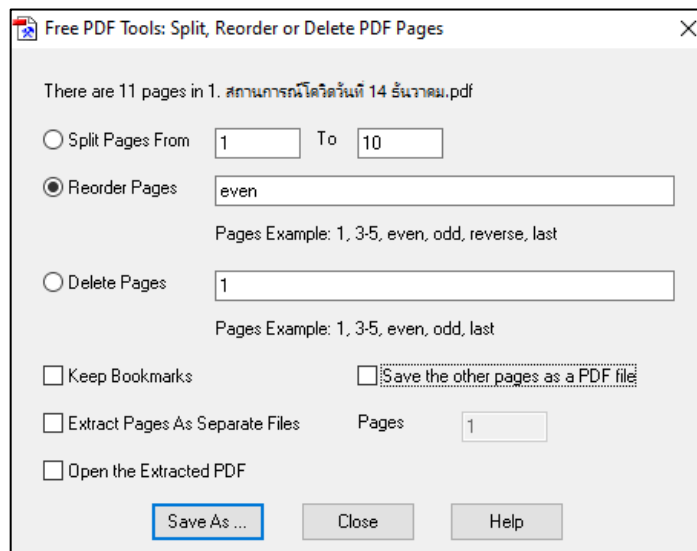 Free PDF Tools: Split, Reorder or Delete PDF Pages
There are 11 pages in 1. สถานการณ์โควิดวันที่ 14 ธันวาคม.pdf
Split Pages From 1 To 10
Reorder Pages even
Pages Example: 1, 3-5, even, odd, reverse, last
Delete Pages 1
Pages Example: 1, 3-5, even, odd, last
Keep Bookmarks Save the other pages as a PDF file
Extract Pages As Separate Files Pages 1
Open the Extracted PDF
Save As ... Close Help